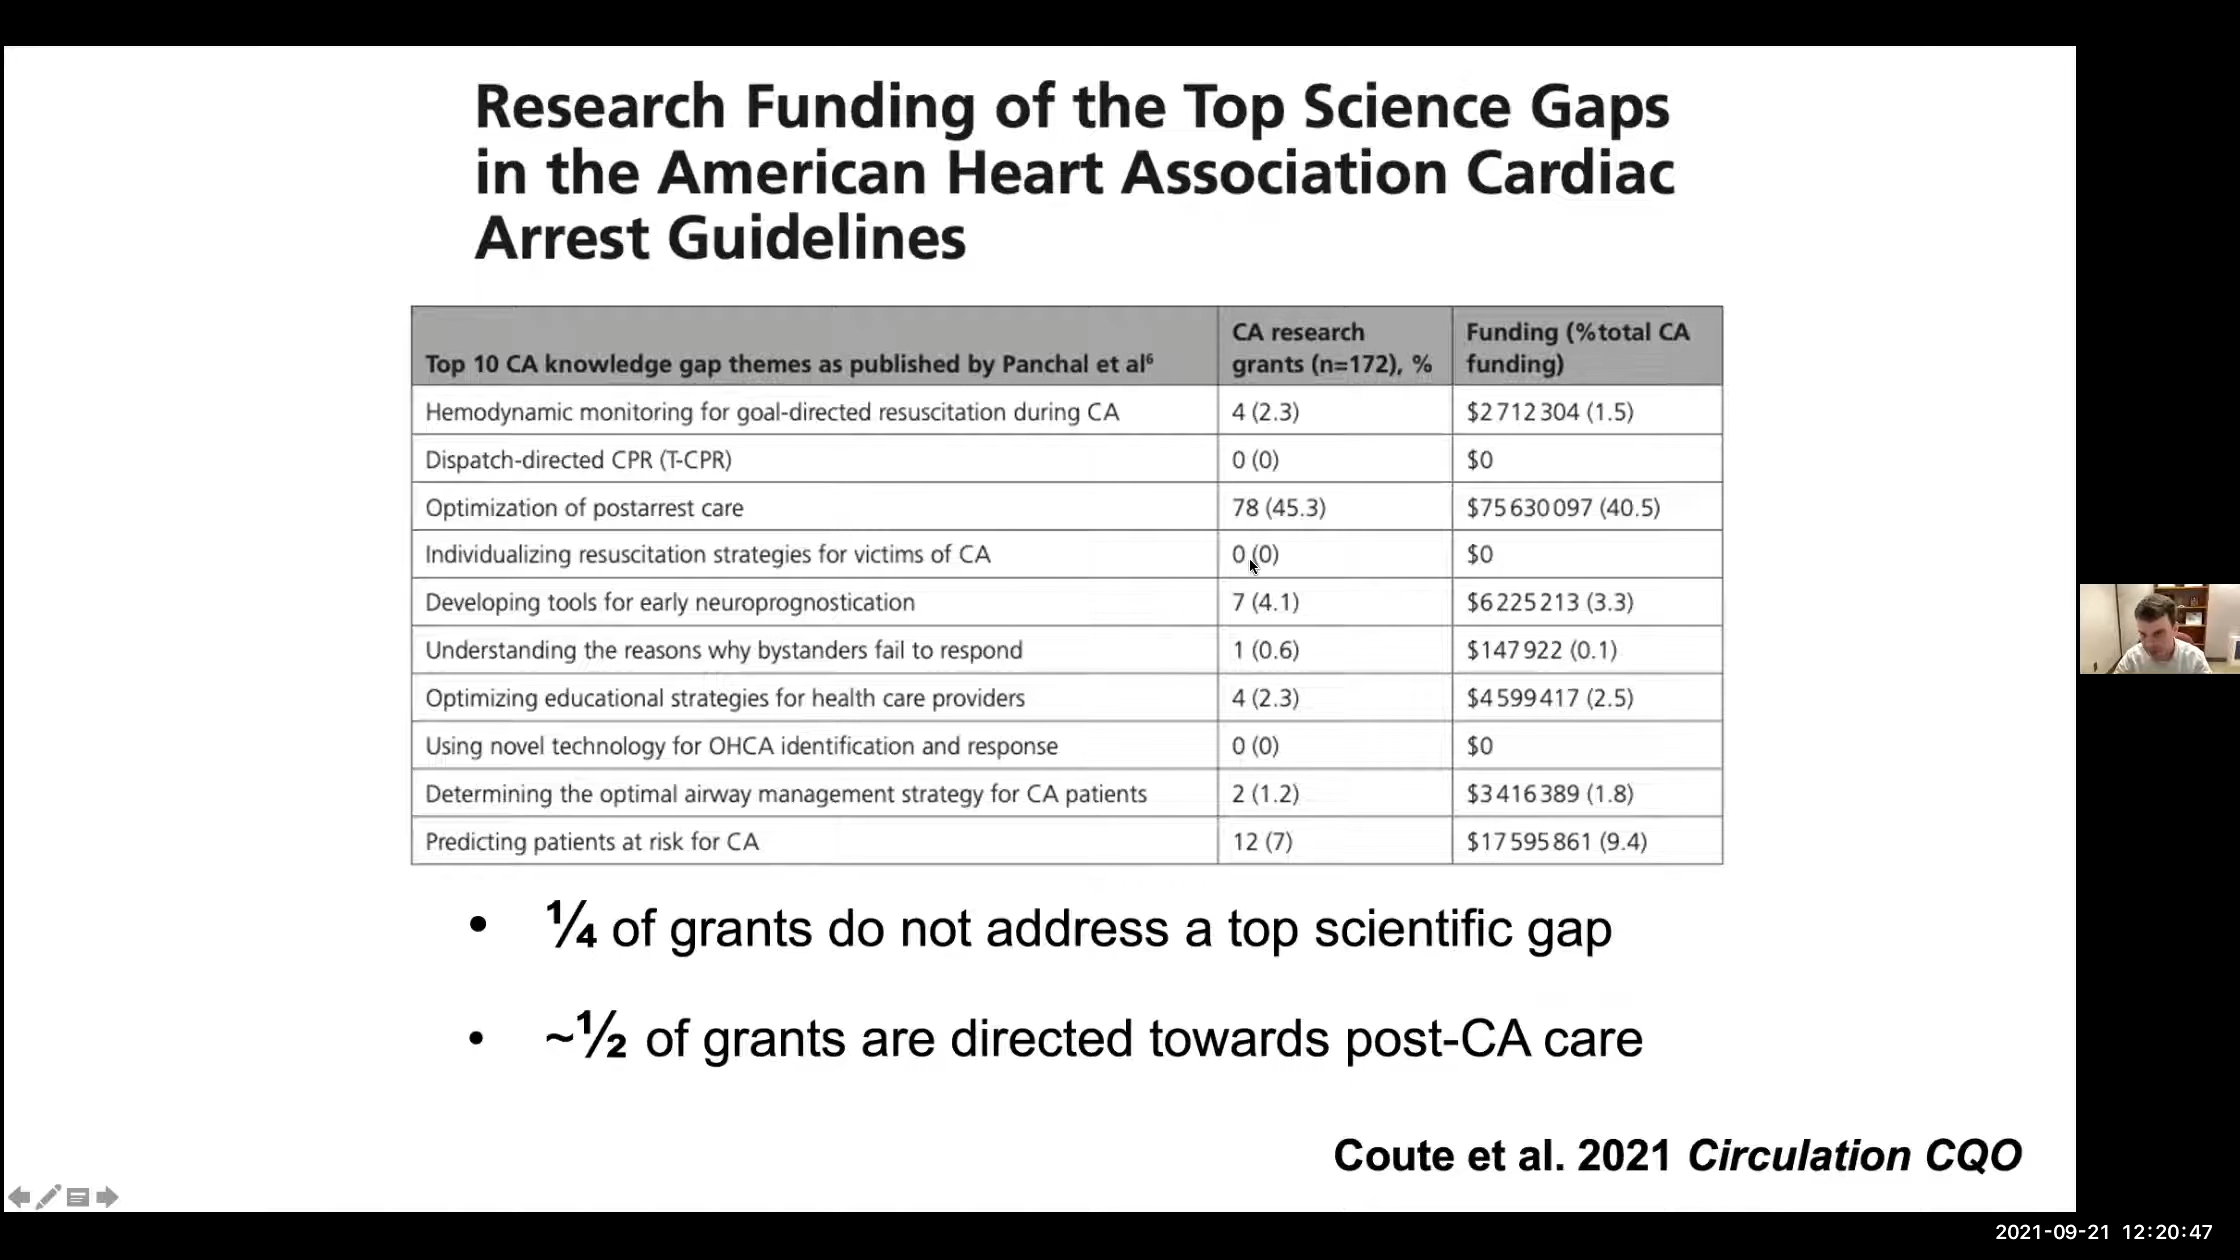 Research Funding of the Top Science Gaps
in the American Heart Association Cardiac
Arrest Guidelines
Top 10 CA knowledge gap themes as published by Panchal et al⁶ CA research grants (n=172), % Funding (%total CA funding)
Hemodynamic monitoring for goal-directed resuscitation during CA 4 (2.3) $2 712 304 (1.5)
Dispatch-directed CPR (T-CPR) 0 (0) $0
Optimization of postarrest care 78 (45.3) $75 630 097 (40.5)
Individualizing resuscitation strategies for victims of CA 0 (0) $0
Developing tools for early neuroprognostication 7 (4.1) $6 225 213 (3.3)
Understanding the reasons why bystanders fail to respond 1 (0.6) $147 922 (0.1)
Optimizing educational strategies for health care providers 4 (2.3) $4 599 417 (2.5)
Using novel technology for OHCA identification and response 0 (0) $0
Determining the optimal airway management strategy for CA patients 2 (1.2) $3 416 389 (1.8)
Predicting patients at risk for CA 12 (7) $17 595 861 (9.4)
• ¼ of grants do not address a top scientific gap
• ~½ of grants are directed towards post-CA care
Coute et al. 2021 Circulation CQO
2021-09-21 12:20:47